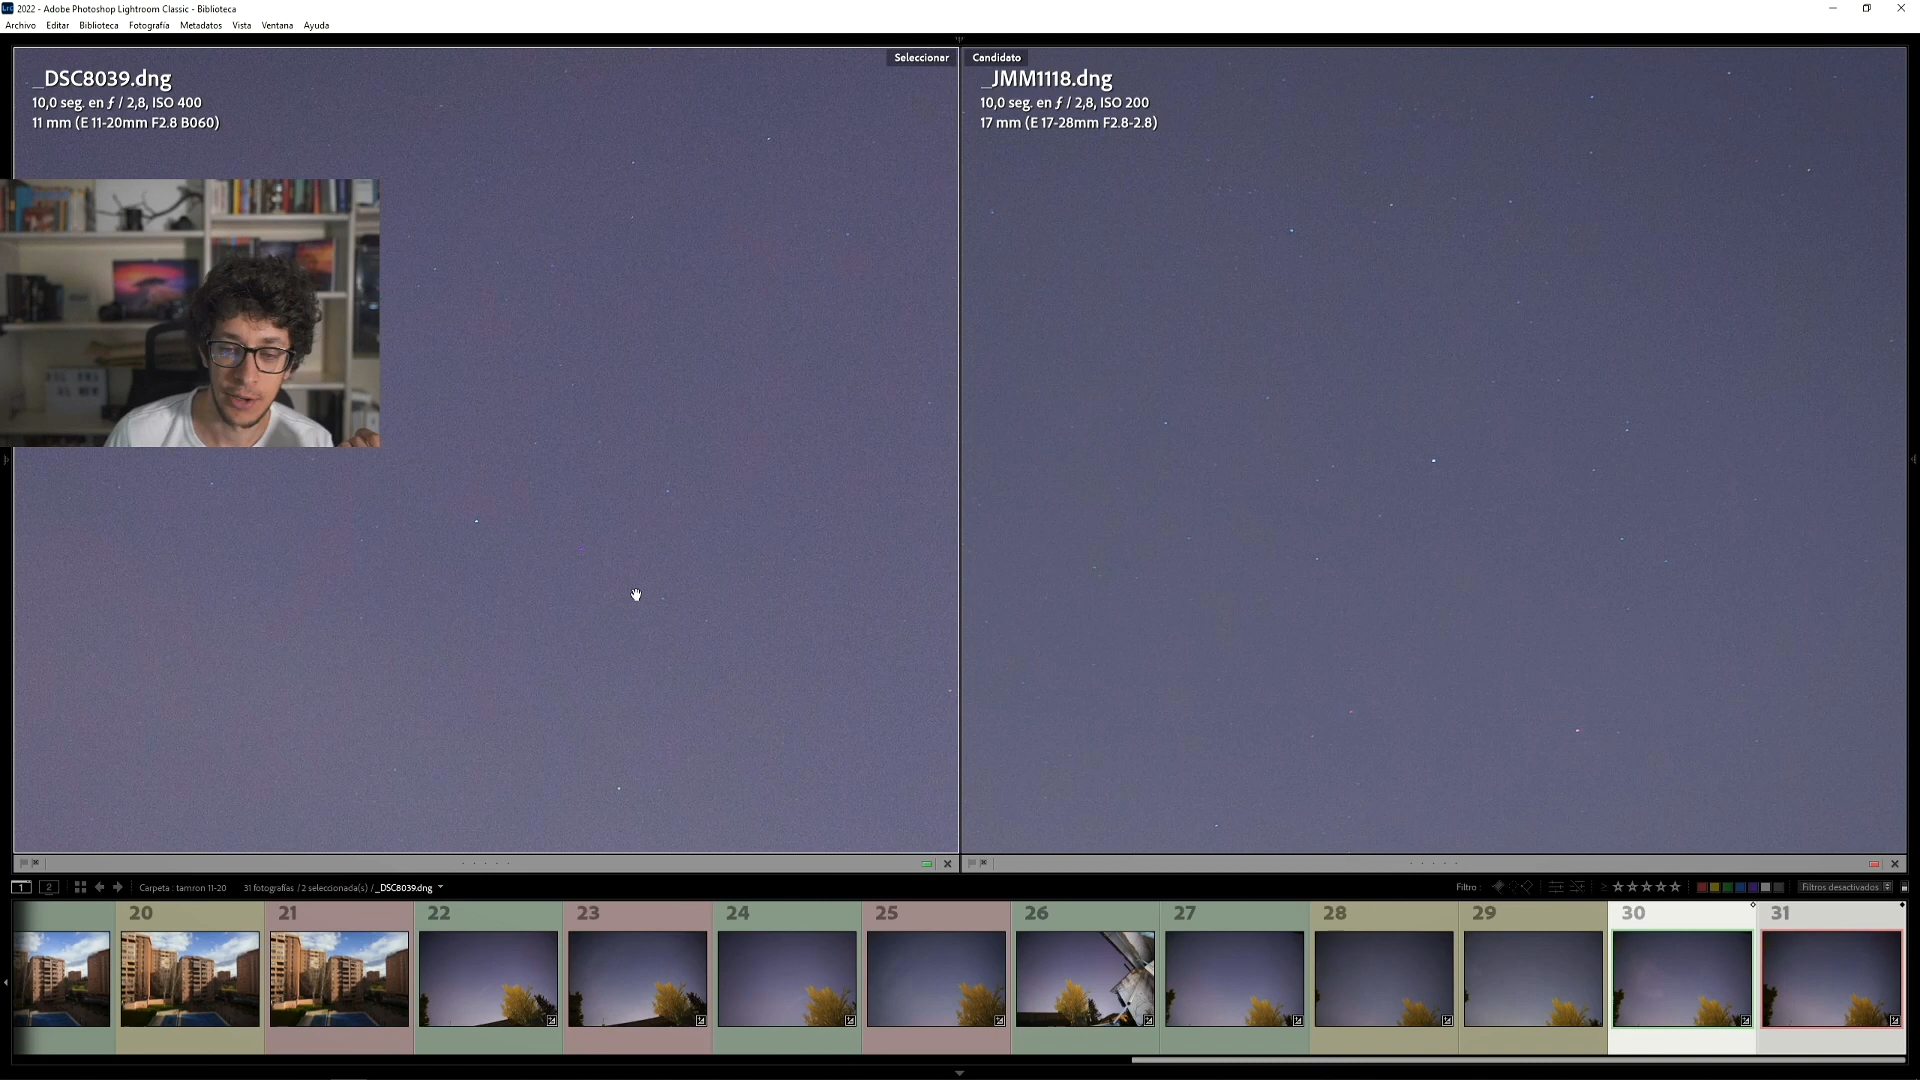 LrC 2022 - Adobe Photoshop Lightroom Classic - Biblioteca
Archivo Editar Biblioteca Fotografía Metadatos Vista Ventana Ayuda
Seleccionar
_DSC8039.dng
10,0 seg. en ƒ / 2,8, ISO 400
11 mm (E 11-20mm F2.8 B060)
Candidato
_JMM1118.dng
10,0 seg. en ƒ / 2,8, ISO 200
17 mm (E 17-28mm F2.8-2.8)
1 2 Carpeta : tamron 11-20 31 fotografías / 2 seleccionada(s) / _DSC8039.dng
Filtro : ≥ Filtros desactivados
20 21 22 23 24 25 26 27 28 29 30 31